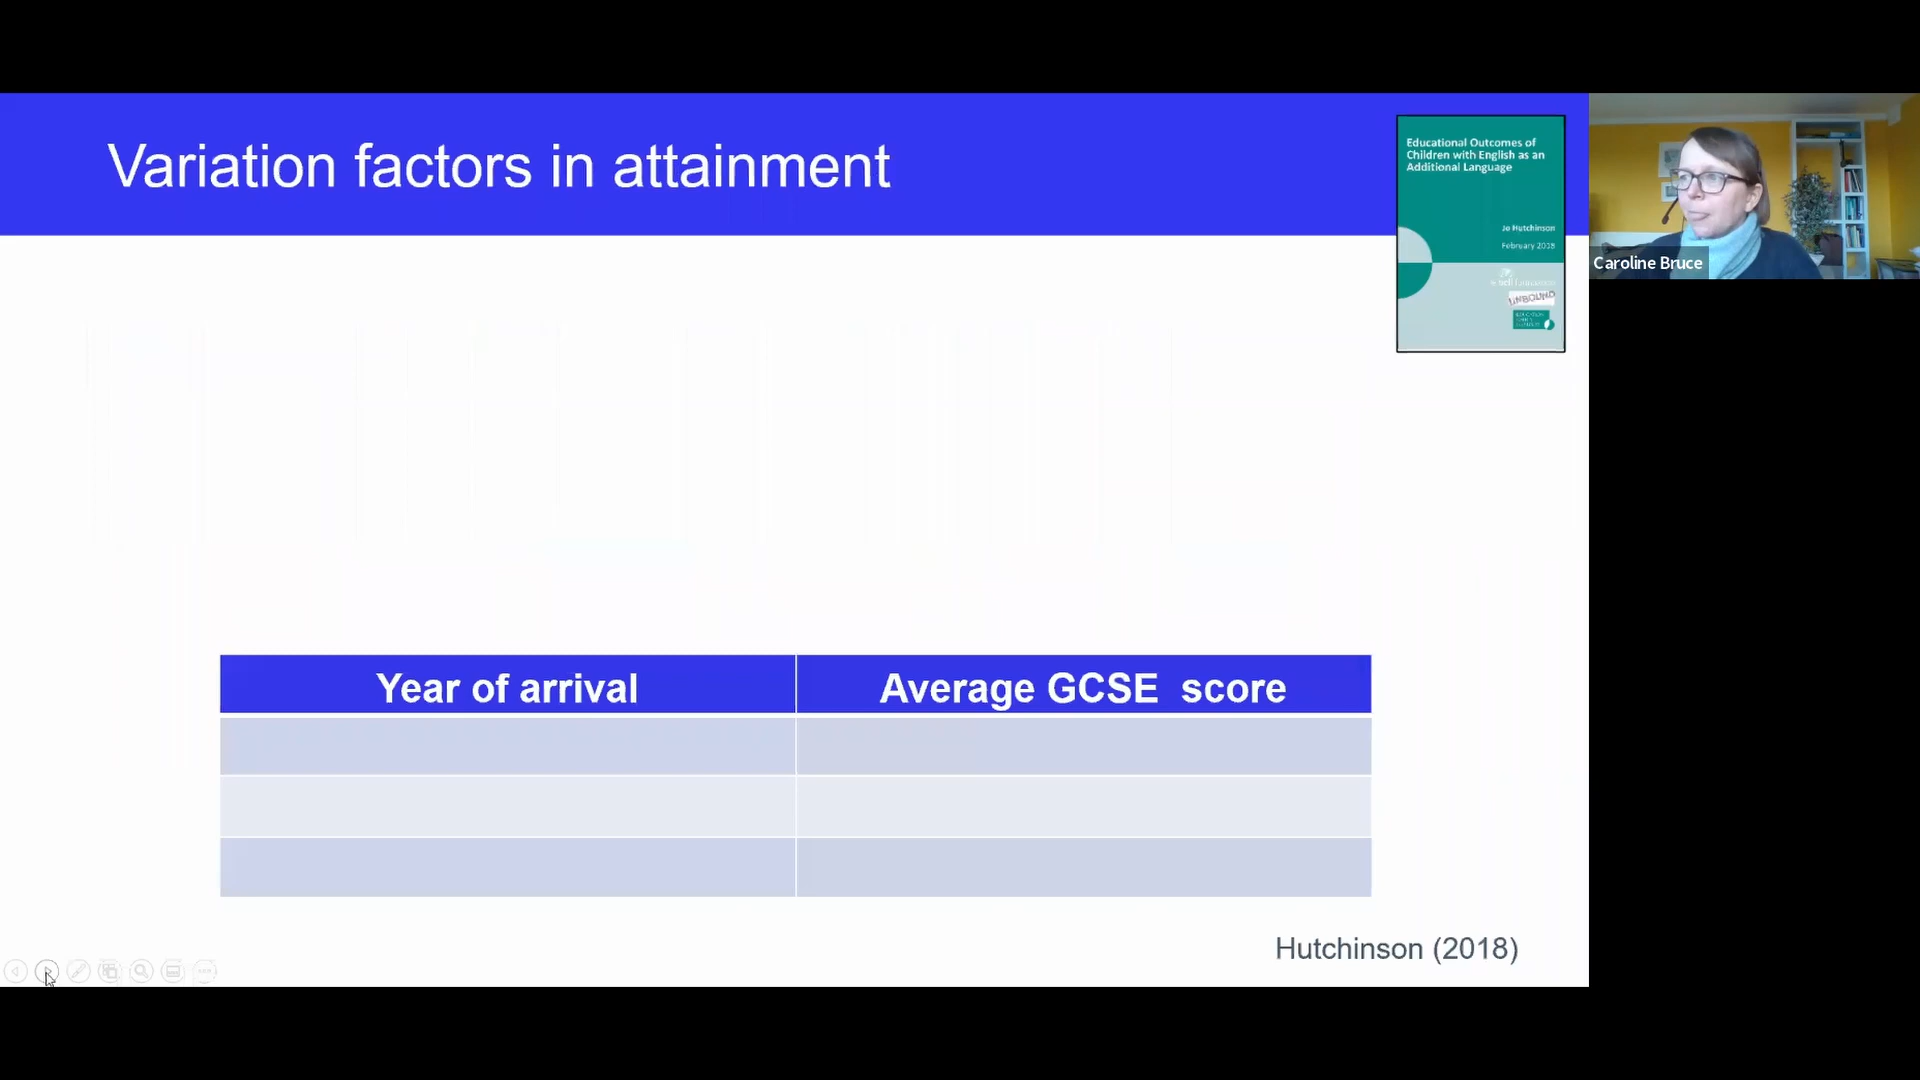 Variation factors in attainment
Educational Outcomes of
Children with English as an
Additional Language
Jo Hutchinson
February 2018
UNBOUND
Caroline Bruce
Year of arrival
Average GCSE score
Hutchinson (2018)